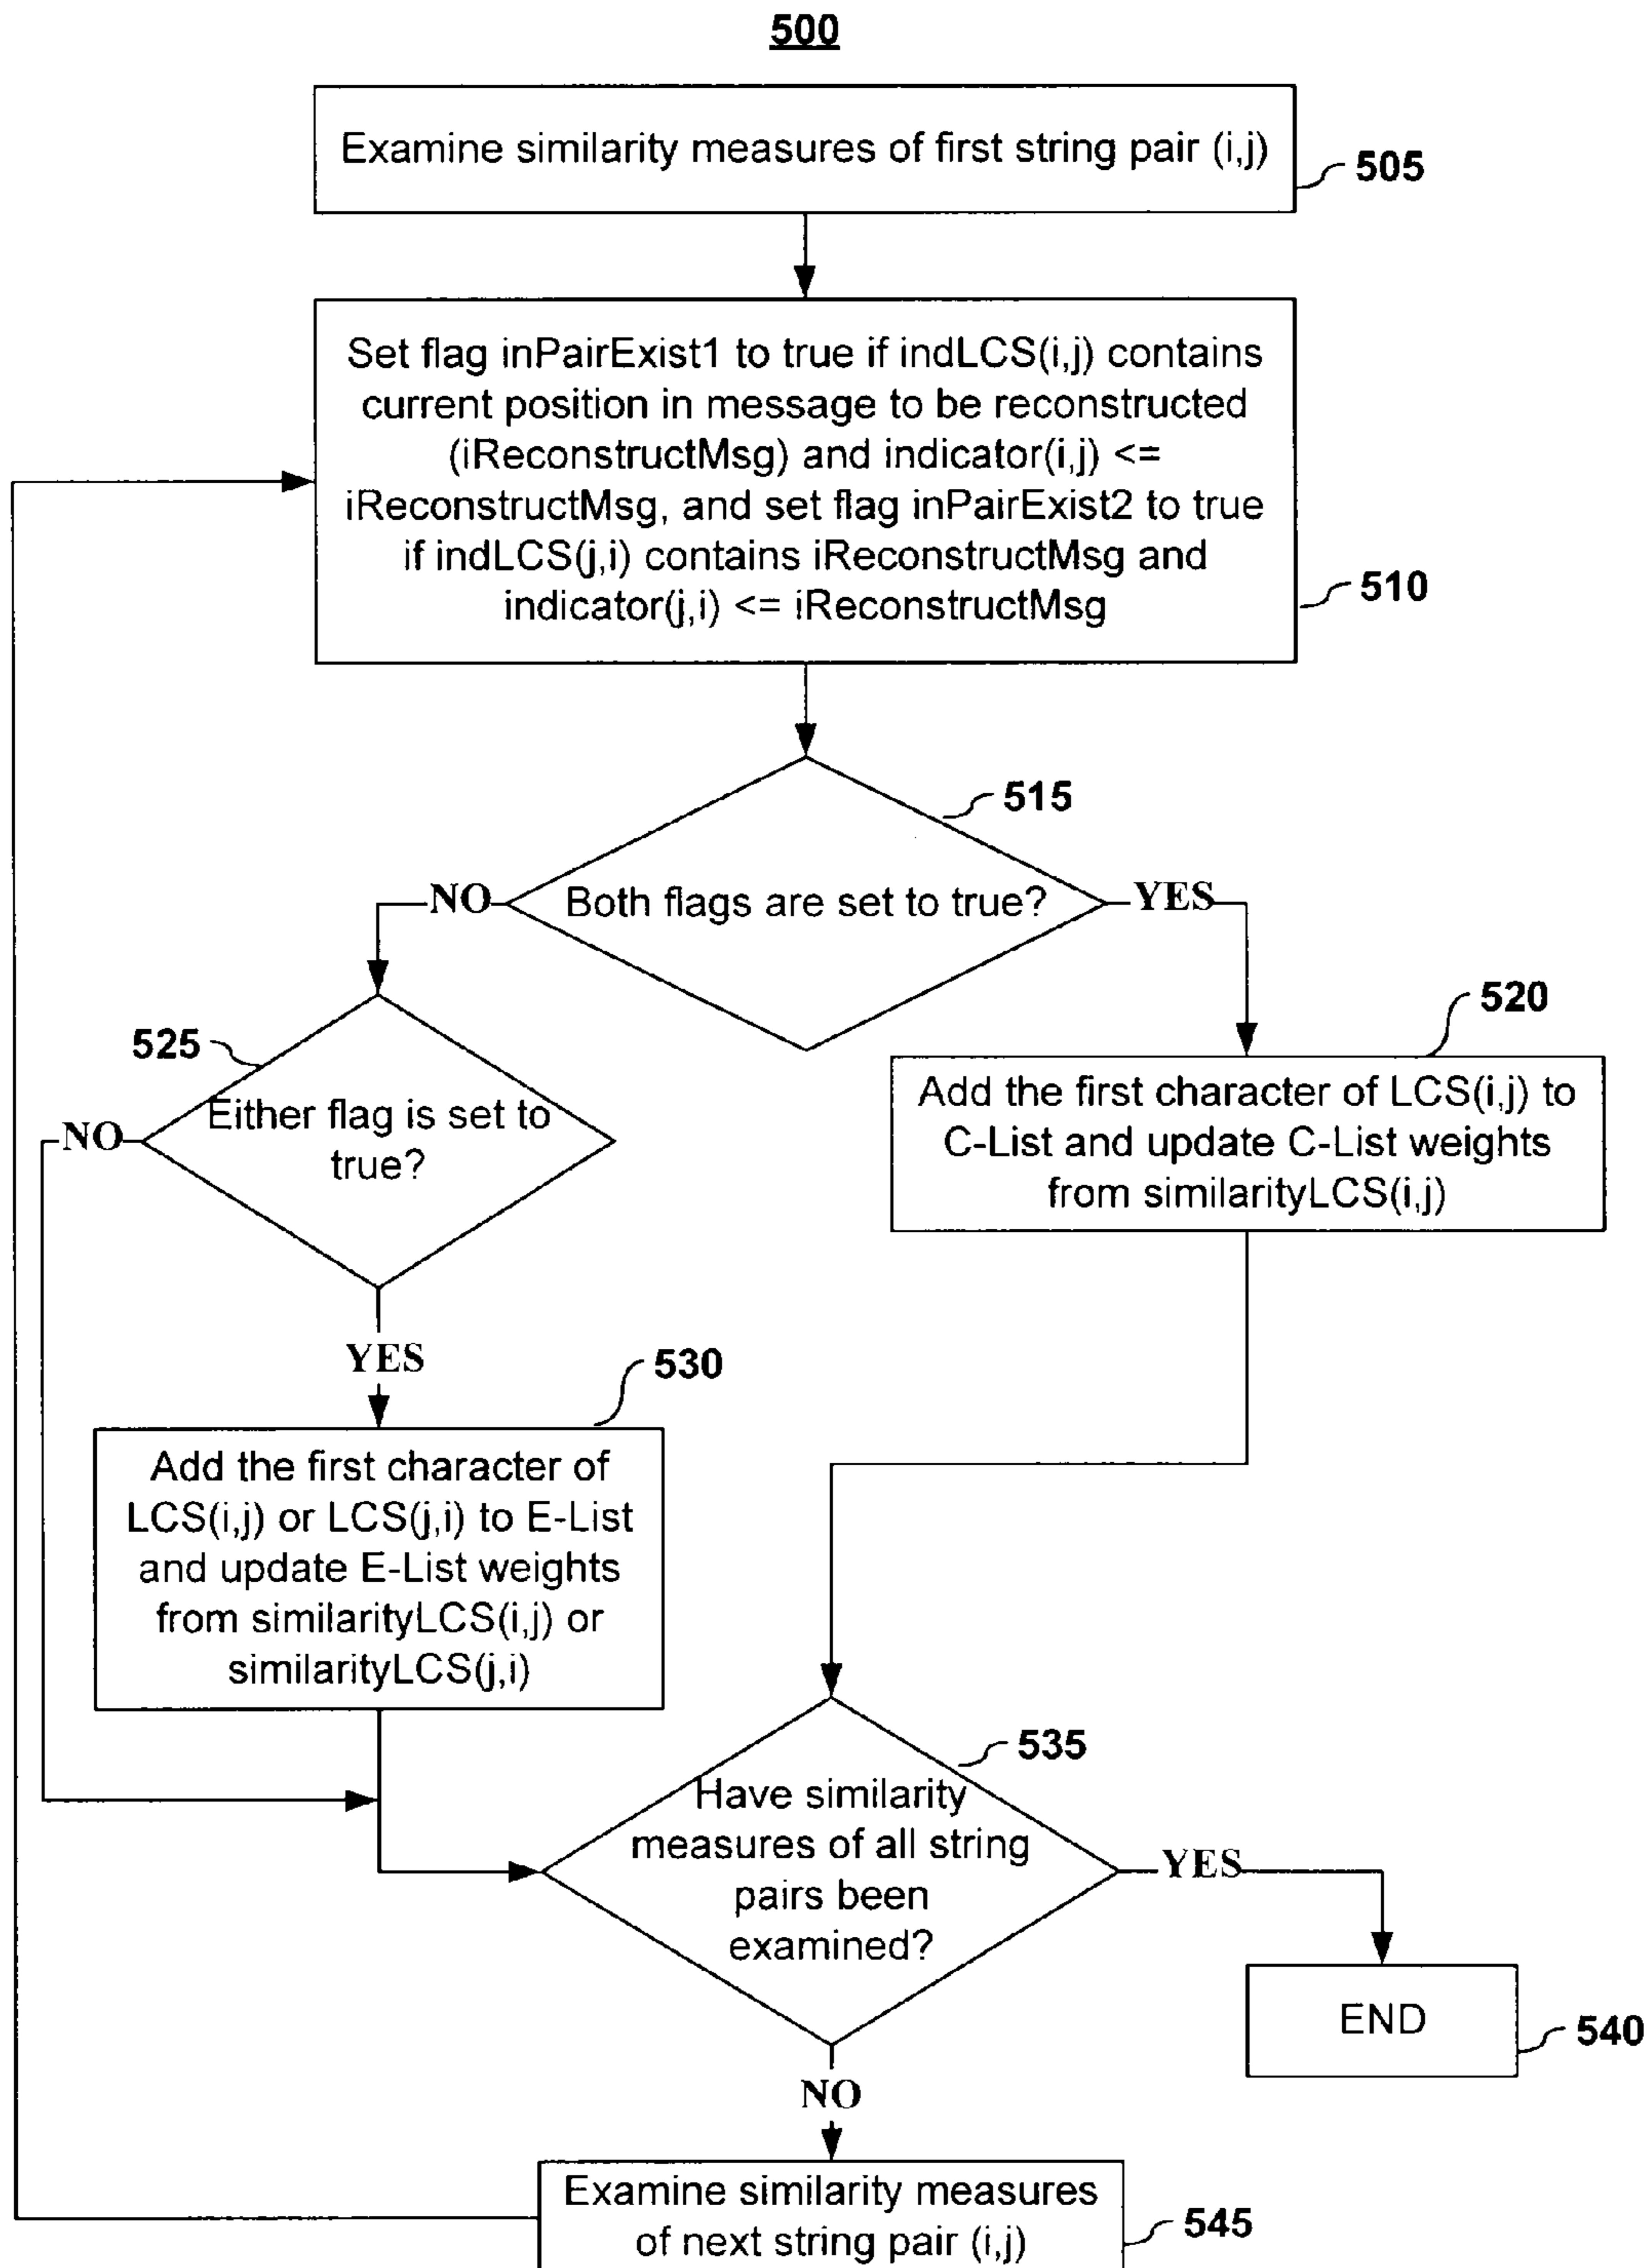 500
Examine similarity measures of first string pair (i,j)
505
Set flag inPairExist1 to true if indLCS(i,j) contains
current position in message to be reconstructed
(iReconstructMsg) and indicator(i,j) <=
iReconstructMsg, and set flag inPairExist2 to true
if indLCS(j,i) contains iReconstructMsg and
indicator(j,i) <= iReconstructMsg
510
515
Both flags are set to true?
NO
YES
520
Add the first character of LCS(i,j) to
C-List and update C-List weights
from similarityLCS(i,j)
525
Either flag is set to
true?
NO
YES
530
Add the first character of
LCS(i,j) or LCS(j,i) to E-List
and update E-List weights
from similarityLCS(i,j) or
similarityLCS(j,i)
535
Have similarity
measures of all string
pairs been
examined?
YES
END
540
NO
Examine similarity measures
of next string pair (i,j)
545